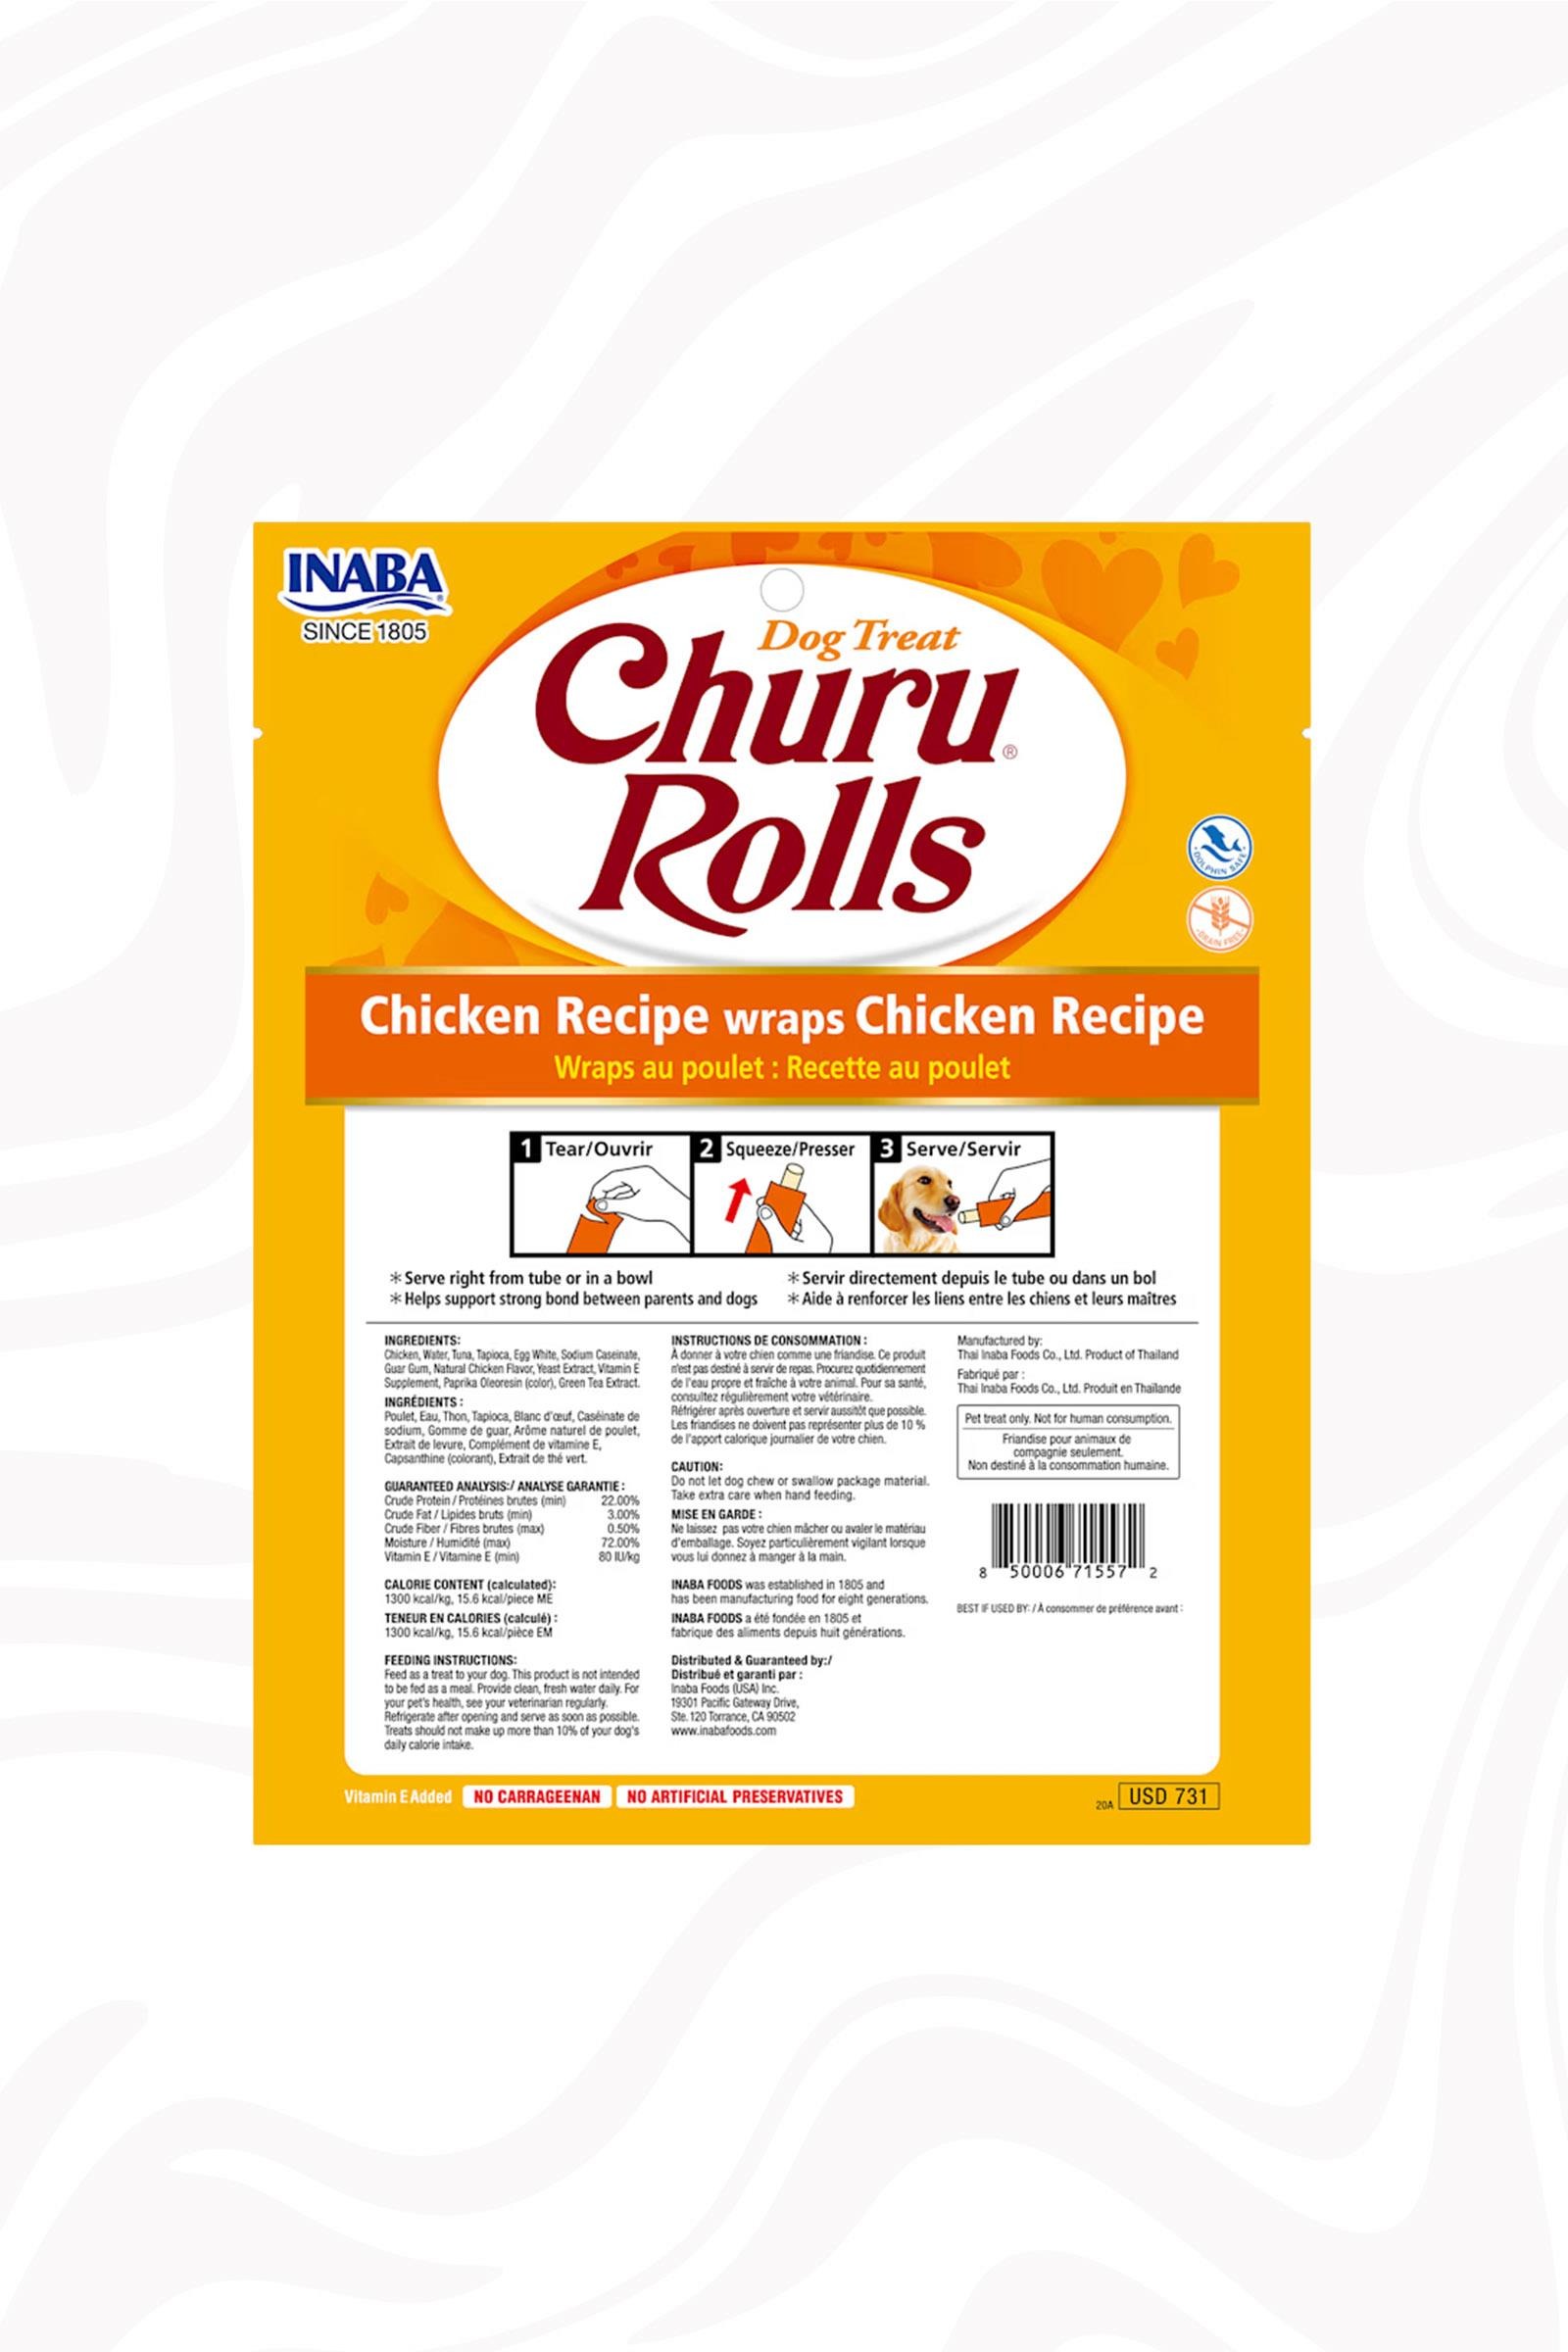 INABA®
SINCE 1805
Dog Treat
Churu®
Rolls
DOLPHIN SAFE
GRAIN FREE
Chicken Recipe wraps Chicken Recipe
Wraps au poulet : Recette au poulet
1 Tear/Ouvrir
2 Squeeze/Presser
3 Serve/Servir
*Serve right from tube or in a bowl
*Helps support strong bond between parents and dogs
*Servir directement depuis le tube ou dans un bol
*Aide à renforcer les liens entre les chiens et leurs maîtres
INGREDIENTS:
Chicken, Water, Tuna, Tapioca, Egg White, Sodium Caseinate,
Guar Gum, Natural Chicken Flavor, Yeast Extract, Vitamin E
Supplement, Paprika Oleoresin (color), Green Tea Extract.
INGRÉDIENTS :
Poulet, Eau, Thon, Tapioca, Blanc d'œuf, Caséinate de
sodium, Gomme de guar, Arôme naturel de poulet,
Extrait de levure, Complément de vitamine E,
Capsanthine (colorant), Extrait de thé vert.
GUARANTEED ANALYSIS:/ ANALYSE GARANTIE :
Crude Protein / Protéines brutes (min) 22.00%
Crude Fat / Lipides bruts (min) 3.00%
Crude Fiber / Fibres brutes (max) 0.50%
Moisture / Humidité (max) 72.00%
Vitamin E / Vitamine E (min) 80 IU/kg
CALORIE CONTENT (calculated):
1300 kcal/kg, 15.6 kcal/piece ME
TENEUR EN CALORIES (calculé) :
1300 kcal/kg, 15.6 kcal/pièce EM
FEEDING INSTRUCTIONS:
Feed as a treat to your dog. This product is not intended
to be fed as a meal. Provide clean, fresh water daily. For
your pet's health, see your veterinarian regularly.
Refrigerate after opening and serve as soon as possible.
Treats should not make up more than 10% of your dog's
daily calorie intake.
INSTRUCTIONS DE CONSOMMATION :
À donner à votre chien comme une friandise. Ce produit
n'est pas destiné à servir de repas. Procurez quotidiennement
de l'eau propre et fraîche à votre animal. Pour sa santé,
consultez régulièrement votre vétérinaire.
Réfrigérer après ouverture et servir aussitôt que possible.
Les friandises ne doivent pas représenter plus de 10 %
de l'apport calorique journalier de votre chien.
CAUTION:
Do not let dog chew or swallow package material.
Take extra care when hand feeding.
MISE EN GARDE :
Ne laissez pas votre chien mâcher ou avaler le matériau
d'emballage. Soyez particulièrement vigilant lorsque
vous lui donnez à manger à la main.
INABA FOODS was established in 1805 and
has been manufacturing food for eight generations.
INABA FOODS a été fondée en 1805 et
fabrique des aliments depuis huit générations.
Distributed & Guaranteed by:/
Distribué et garanti par :
Inaba Foods (USA) Inc.
19301 Pacific Gateway Drive,
Ste. 120 Torrance, CA 90502
www.inabafoods.com
Manufactured by:
Thai Inaba Foods Co., Ltd. Product of Thailand
Fabriqué par :
Thai Inaba Foods Co., Ltd. Produit en Thaïlande
Pet treat only. Not for human consumption.
Friandise pour animaux de
compagnie seulement.
Non destiné à la consommation humaine.
8 50006 71557 2
BEST IF USED BY: / À consommer de préférence avant :
Vitamin E Added
NO CARRAGEENAN
NO ARTIFICIAL PRESERVATIVES
20A
USD 731